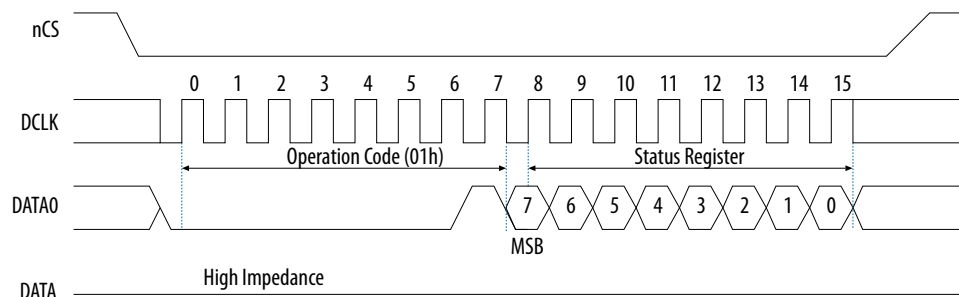 nCS
0 1 2 3 4 5 6 7 8 9 10 11 12 13 14 15
DCLK
Operation Code (01h) Status Register
DATA0 7 6 5 4 3 2 1 0
MSB
High Impedance
DATA